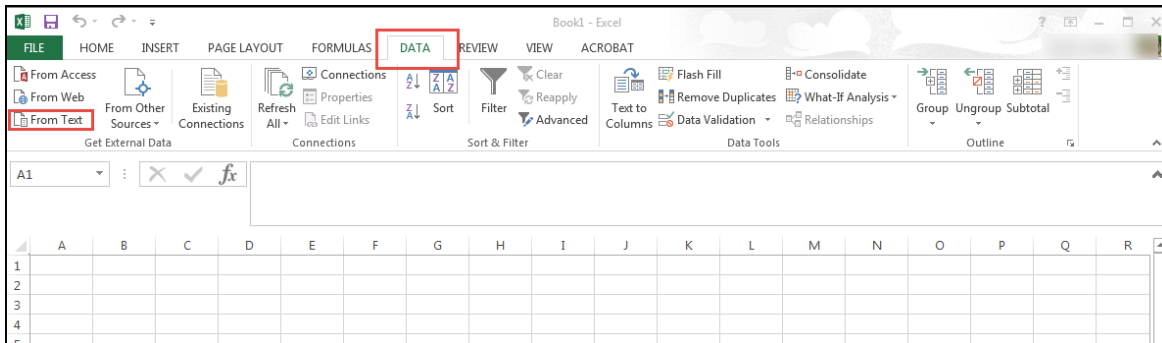 Book1 - Excel
FILE HOME INSERT PAGE LAYOUT FORMULAS DATA REVIEW VIEW ACROBAT
From Access
From Web
From Text
From Other Sources
Existing Connections
Get External Data
Refresh All
Connections
Properties
Edit Links
Connections
Sort
Filter
Clear
Reapply
Advanced
Sort & Filter
Text to Columns
Flash Fill
Remove Duplicates
Data Validation
Consolidate
What-If Analysis
Relationships
Data Tools
Group Ungroup Subtotal
Outline
A1 fx
A B C D E F G H I J K L M N O P Q R
1
2
3
4